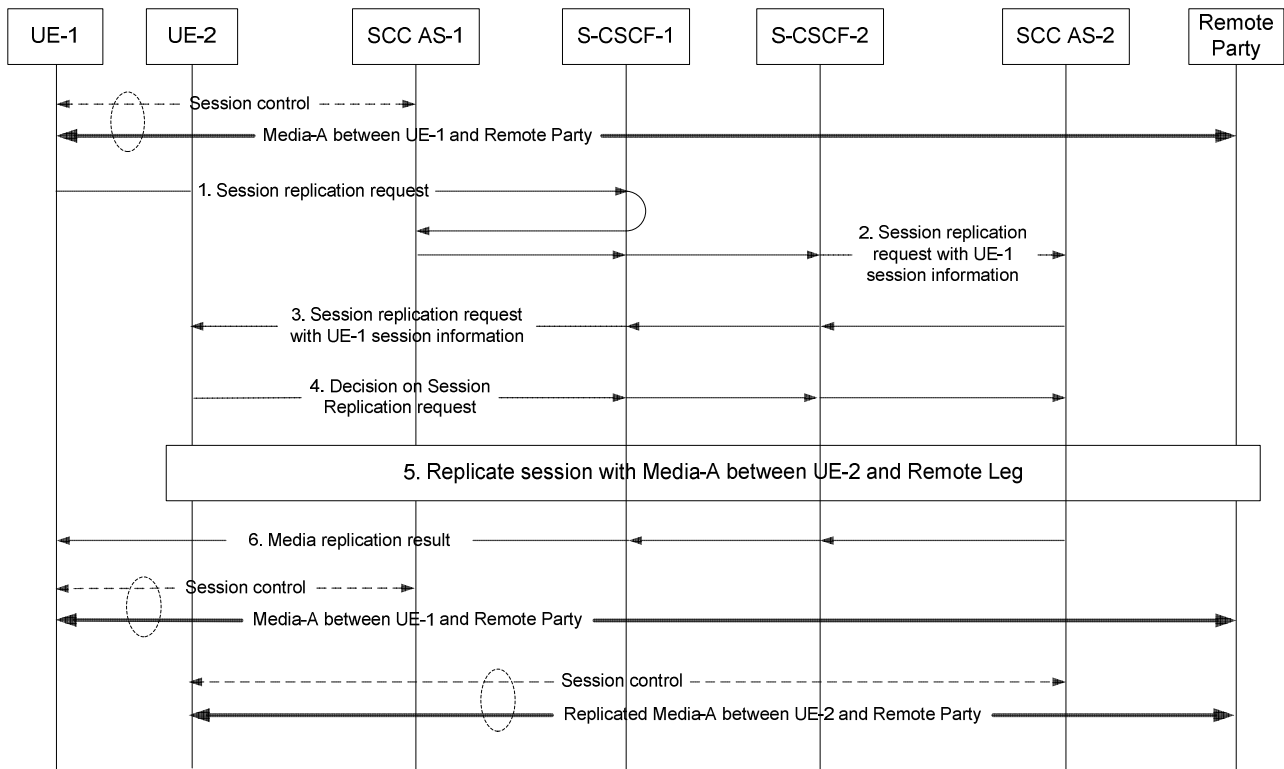 UE-1
UE-2
SCC AS-1
S-CSCF-1
S-CSCF-2
SCC AS-2
Remote
Party
Session control
Media-A between UE-1 and Remote Party
1. Session replication request
2. Session replication
request with UE-1
session information
3. Session replication request
with UE-1 session information
4. Decision on Session
Replication request
5. Replicate session with Media-A between UE-2 and Remote Leg
6. Media replication result
Session control
Media-A between UE-1 and Remote Party
Session control
Replicated Media-A between UE-2 and Remote Party